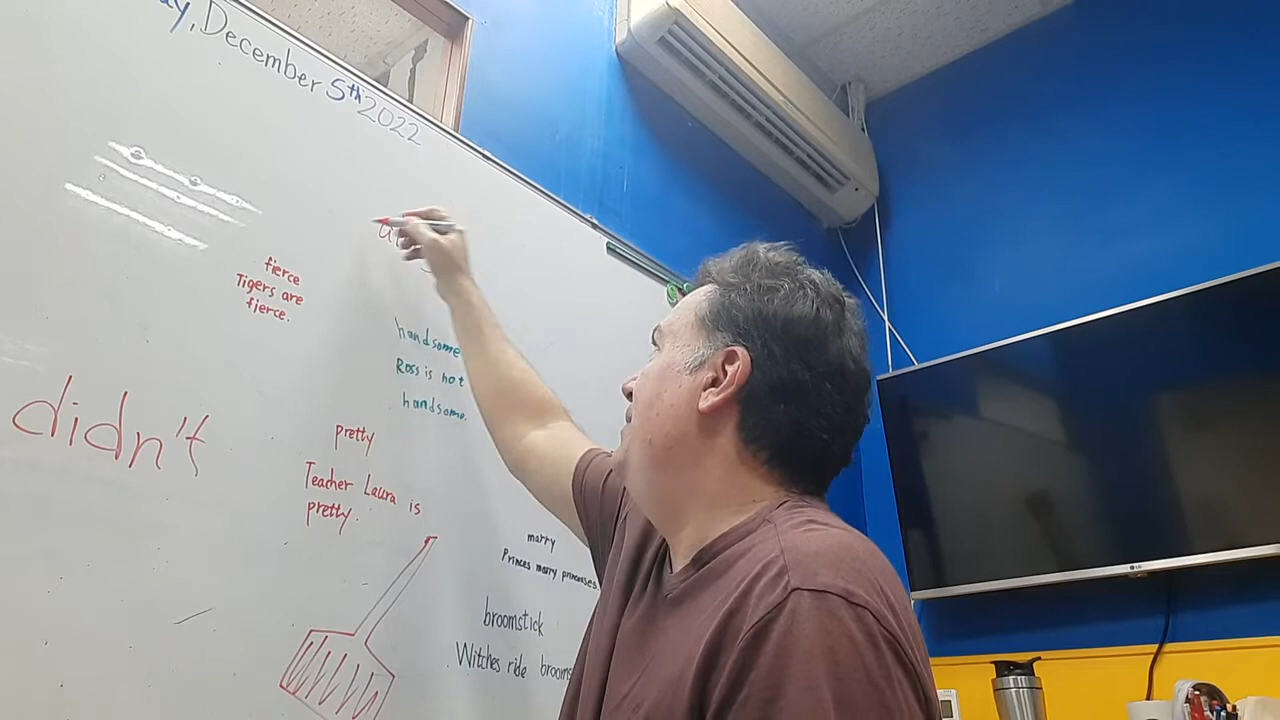 December 5th 2022
fierce
Tigers are
fierce.
handsome
Ross is not
handsome.
didn't
pretty
Teacher Laura is
pretty.
marry
Princes marry princesses
broomstick
Witches ride
LG